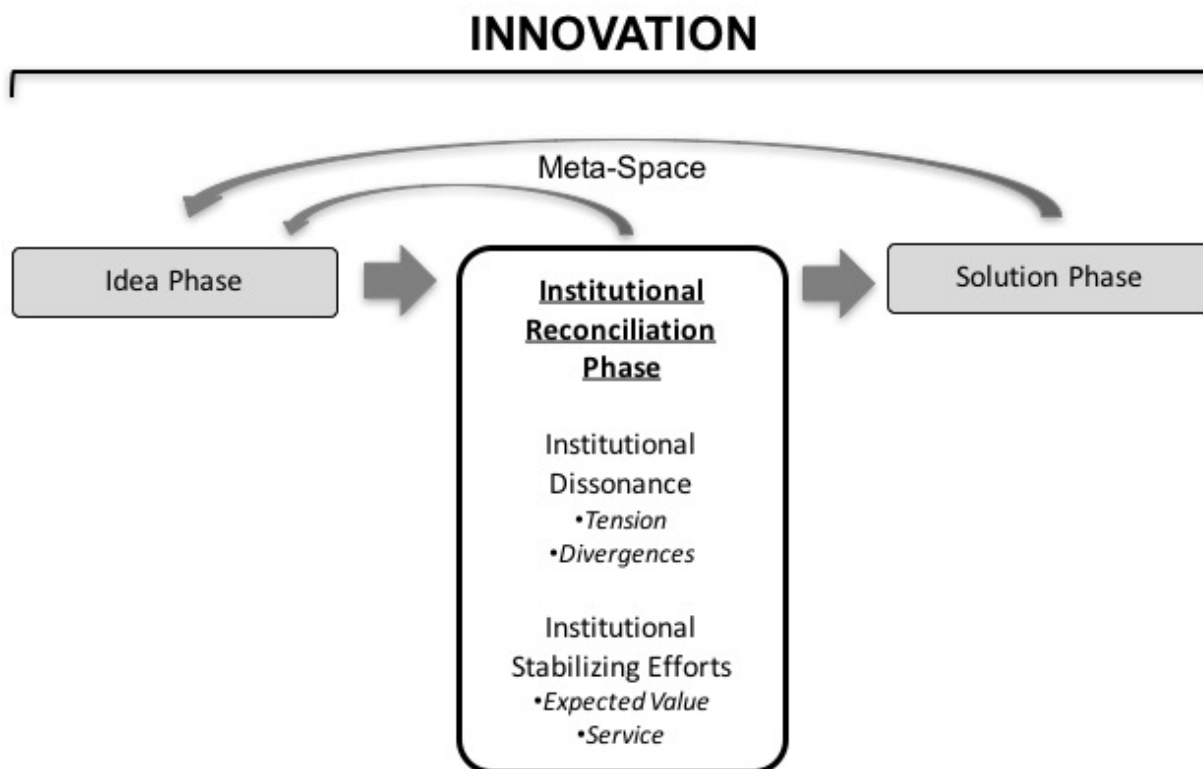 INNOVATION
Meta-Space
Idea Phase
Institutional
Reconciliation
Phase
Institutional
Dissonance
•Tension
•Divergences
Institutional
Stabilizing Efforts
•Expected Value
•Service
Solution Phase